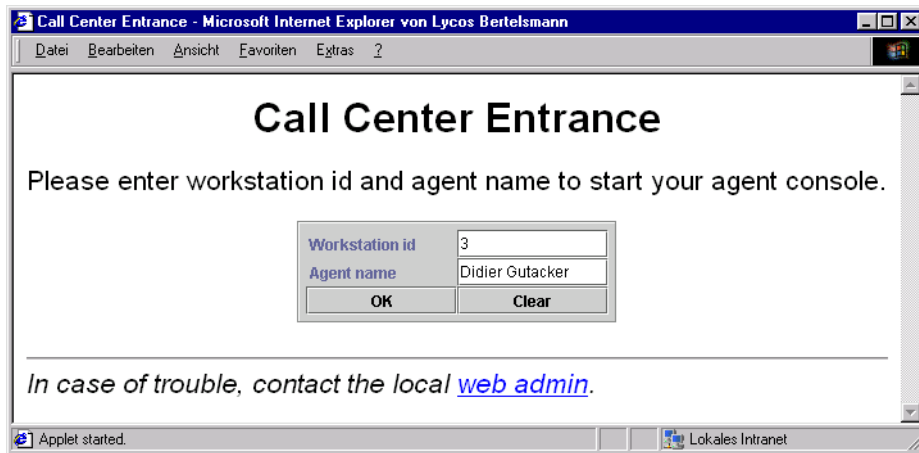 Call Center Entrance - Microsoft Internet Explorer von Lycos Bertelsmann
Datei Bearbeiten Ansicht Favoriten Extras ?
Call Center Entrance
Please enter workstation id and agent name to start your agent console.
Workstation id 3
Agent name Didier Gutacker
OK Clear
In case of trouble, contact the local web admin.
Applet started. Lokales Intranet